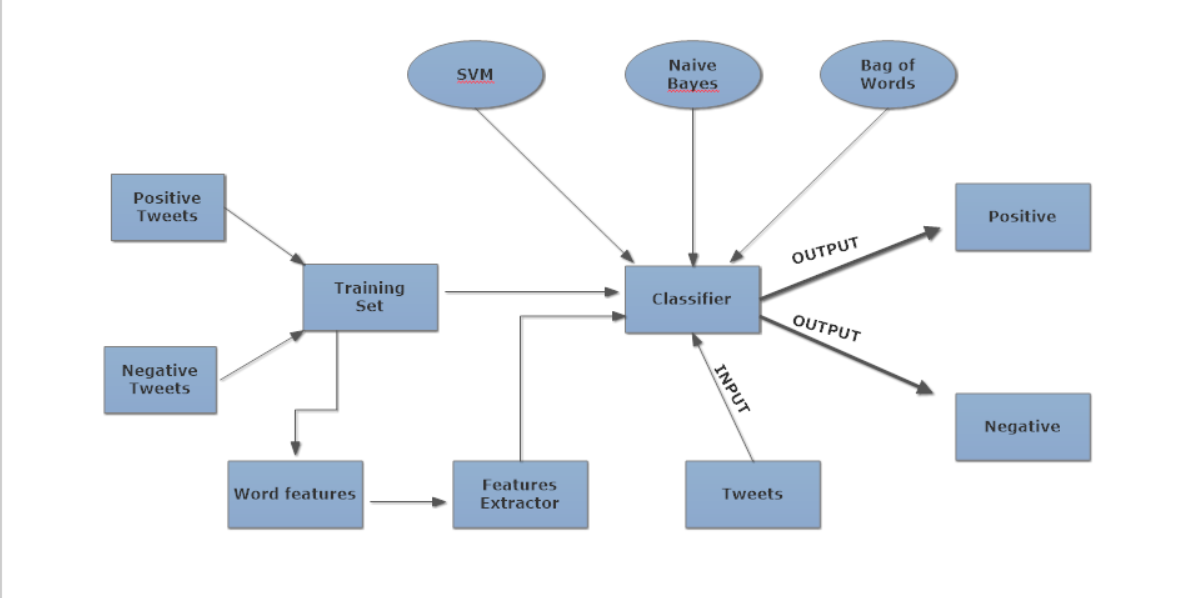 SVM
Naive
Bayes
Bag of
Words
Positive
Tweets
Positive
OUTPUT
Training
Set
Classifier
OUTPUT
Negative
Tweets
INPUT
Negative
Word features
Features
Extractor
Tweets